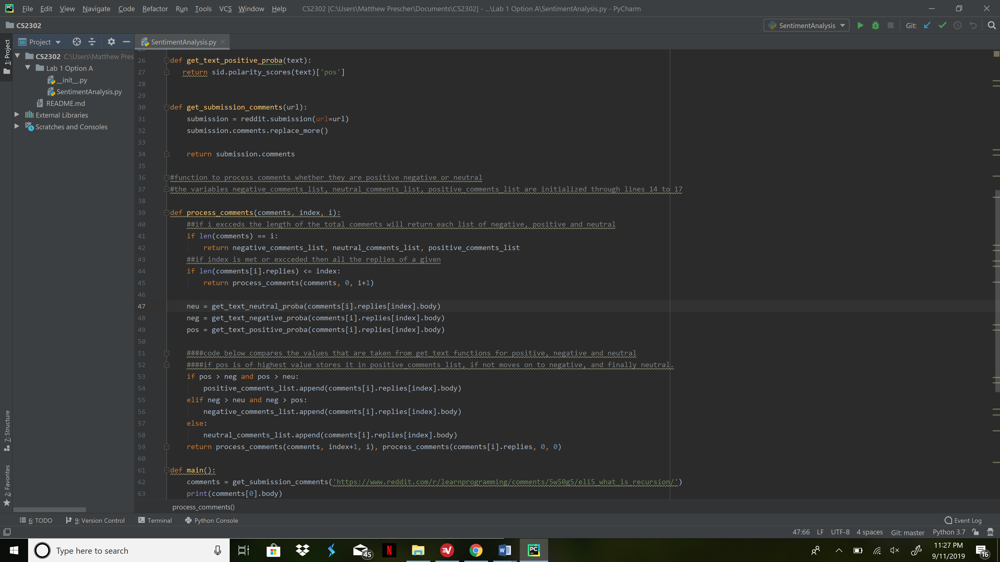 File Edit View Navigate Code Refactor Run Tools VCS Window Help CS2302 [C:\Users\Matthew Prescher\Documents\CS2302] - ...\Lab 1 Option A\SentimentAnalysis.py - PyCharm
CS2302 SentimentAnalysis Git:
1: Project
Project
SentimentAnalysis.py
CS2302 C:\Users\Matthew Pres
Lab 1 Option A
__init__.py
SentimentAnalysis.py
README.md
External Libraries
Scratches and Consoles
7: Structure
2: Favorites
26 def get_text_positive_proba(text):
27 return sid.polarity_scores(text)['pos']
28
29
30 def get_submission_comments(url):
31 submission = reddit.submission(url=url)
32 submission.comments.replace_more()
33
34 return submission.comments
35
36 #function to process comments whether they are positive negative or neutral
37 #the variables negative_comments_list, neutral_comments_list, positive_comments_list are initialized through lines 14 to 17
38
39 def process_comments(comments, index, i):
40 ##if i excceds the length of the total comments will return each list of negative, positive and neutral
41 if len(comments) == i:
42 return negative_comments_list, neutral_comments_list, positive_comments_list
43 ##if index is met or excceded then all the replies of a given
44 if len(comments[i].replies) <= index:
45 return process_comments(comments, 0, i+1)
46
47 neu = get_text_neutral_proba(comments[i].replies[index].body)
48 neg = get_text_negative_proba(comments[i].replies[index].body)
49 pos = get_text_positive_proba(comments[i].replies[index].body)
50
51 ####code below compares the values that are taken from get_text functions for positive, negative and neutral
52 ####if pos is of highest value stores it in positive_comments_list, if not moves on to negative, and finally neutral.
53 if pos > neg and pos > neu:
54 positive_comments_list.append(comments[i].replies[index].body)
55 elif neg > neu and neg > pos:
56 negative_comments_list.append(comments[i].replies[index].body)
57 else:
58 neutral_comments_list.append(comments[i].replies[index].body)
59 return process_comments(comments, index+1, i), process_comments(comments[i].replies, 0, 0)
60
61 def main():
62 comments = get_submission_comments('https://www.reddit.com/r/learnprogramming/comments/5w50g5/eli5_what_is_recursion/')
63 print(comments[0].body)
process_comments()
6: TODO 9: Version Control Terminal Python Console Event Log
47:66 LF UTF-8 4 spaces Git: master Python 3.7
Type here to search
45
11:27 PM
9/11/2019
16